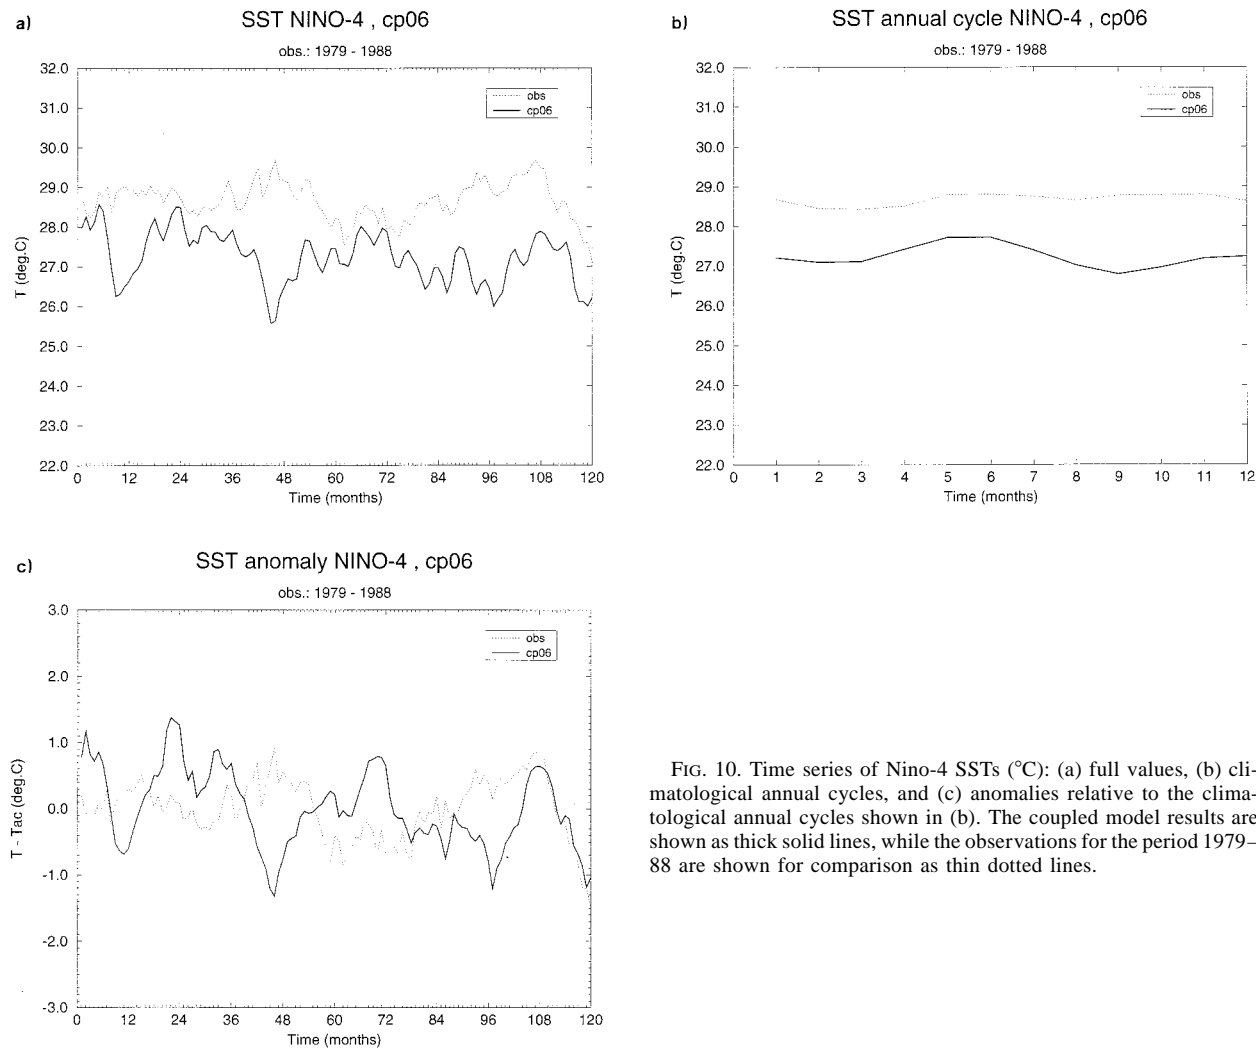 a)
SST NINO-4 , cp06
obs.: 1979 - 1988
32.0
31.0
30.0
29.0
28.0
27.0
26.0
25.0
24.0
23.0
22.0
T (deg.C)
obs
cp06
0 12 24 36 48 60 72 84 96 108 120
Time (months)
b)
SST annual cycle NINO-4 , cp06
obs.: 1979 - 1988
32.0
31.0
30.0
29.0
28.0
27.0
26.0
25.0
24.0
23.0
22.0
T (deg.C)
obs
cp06
0 1 2 3 4 5 6 7 8 9 10 11 12
Time (months)
c)
SST anomaly NINO-4 , cp06
obs.: 1979 - 1988
3.0
2.0
1.0
0.0
-1.0
-2.0
-3.0
T - Tac (deg.C)
obs
cp06
0 12 24 36 48 60 72 84 96 108 120
Time (months)
FIG. 10. Time series of Nino-4 SSTs (°C): (a) full values, (b) cli-
matological annual cycles, and (c) anomalies relative to the clima-
tological annual cycles shown in (b). The coupled model results are
shown as thick solid lines, while the observations for the period 1979–
88 are shown for comparison as thin dotted lines.